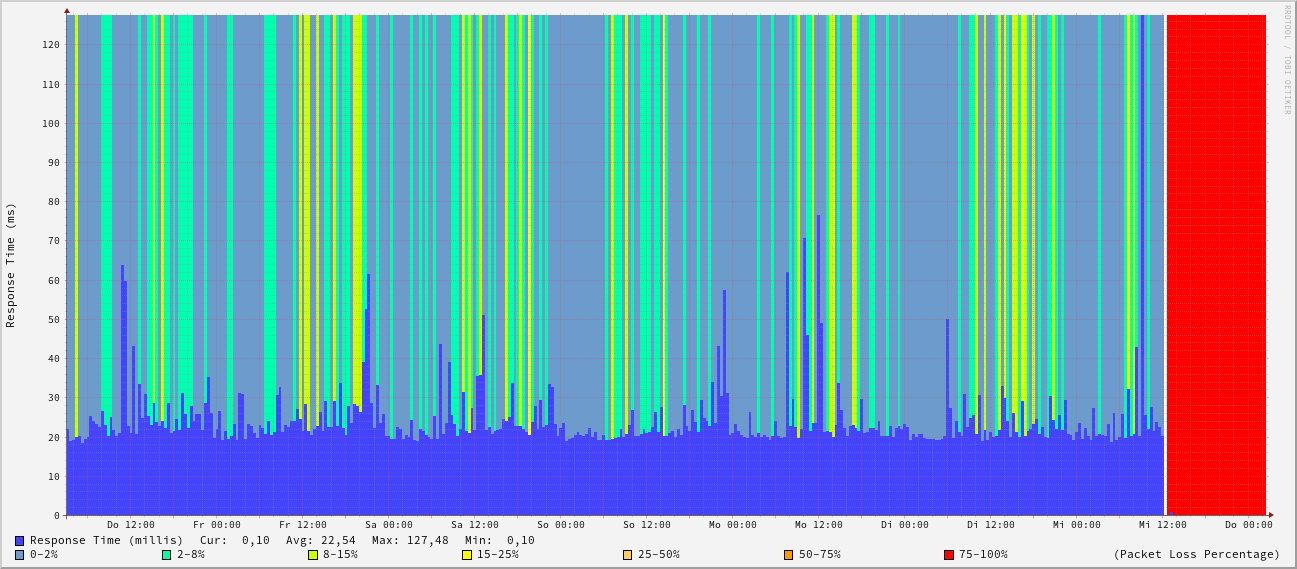 RRDTOOL / TOBI OETIKER
Response Time (ms)
120
110
100
90
80
70
60
50
40
30
20
10
0
Do 12:00 Fr 00:00 Fr 12:00 Sa 00:00 Sa 12:00 So 00:00 So 12:00 Mo 00:00 Mo 12:00 Di 00:00 Di 12:00 Mi 00:00 Mi 12:00 Do 00:00
Response Time (millis) Cur: 0,10 Avg: 22,54 Max: 127,48 Min: 0,10
0-2% 2-8% 8-15% 15-25% 25-50% 50-75% 75-100% (Packet Loss Percentage)